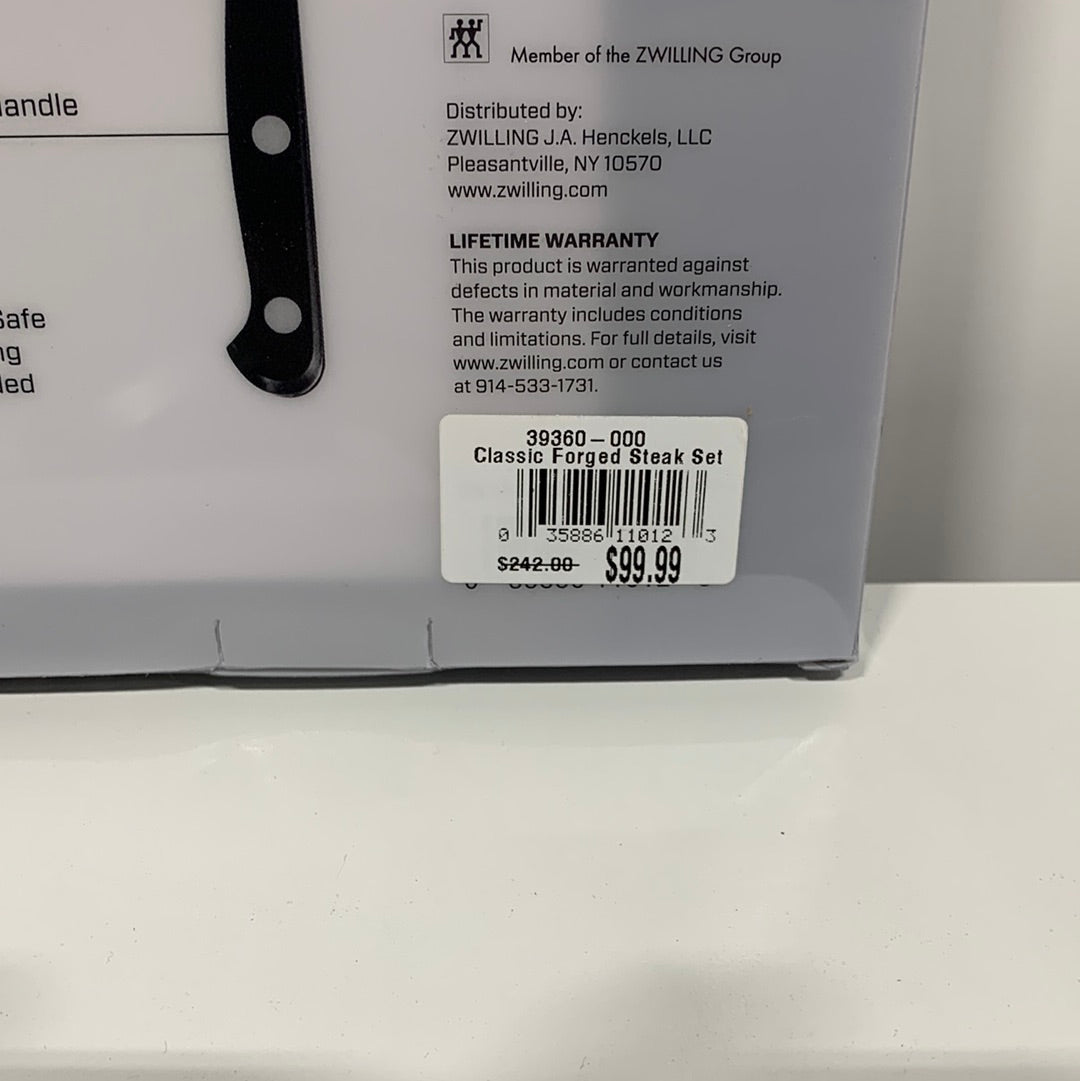 Member of the ZWILLING Group
andle
Distributed by:
ZWILLING J.A. Henckels, LLC
Pleasantville, NY 10570
www.zwilling.com
LIFETIME WARRANTY
This product is warranted against
defects in material and workmanship.
The warranty includes conditions
and limitations. For full details, visit
www.zwilling.com or contact us
at 914-533-1731.
Safe
ng
ded
39360-000
Classic Forged Steak Set
0 35886 11012 3
$242.00 $99.99